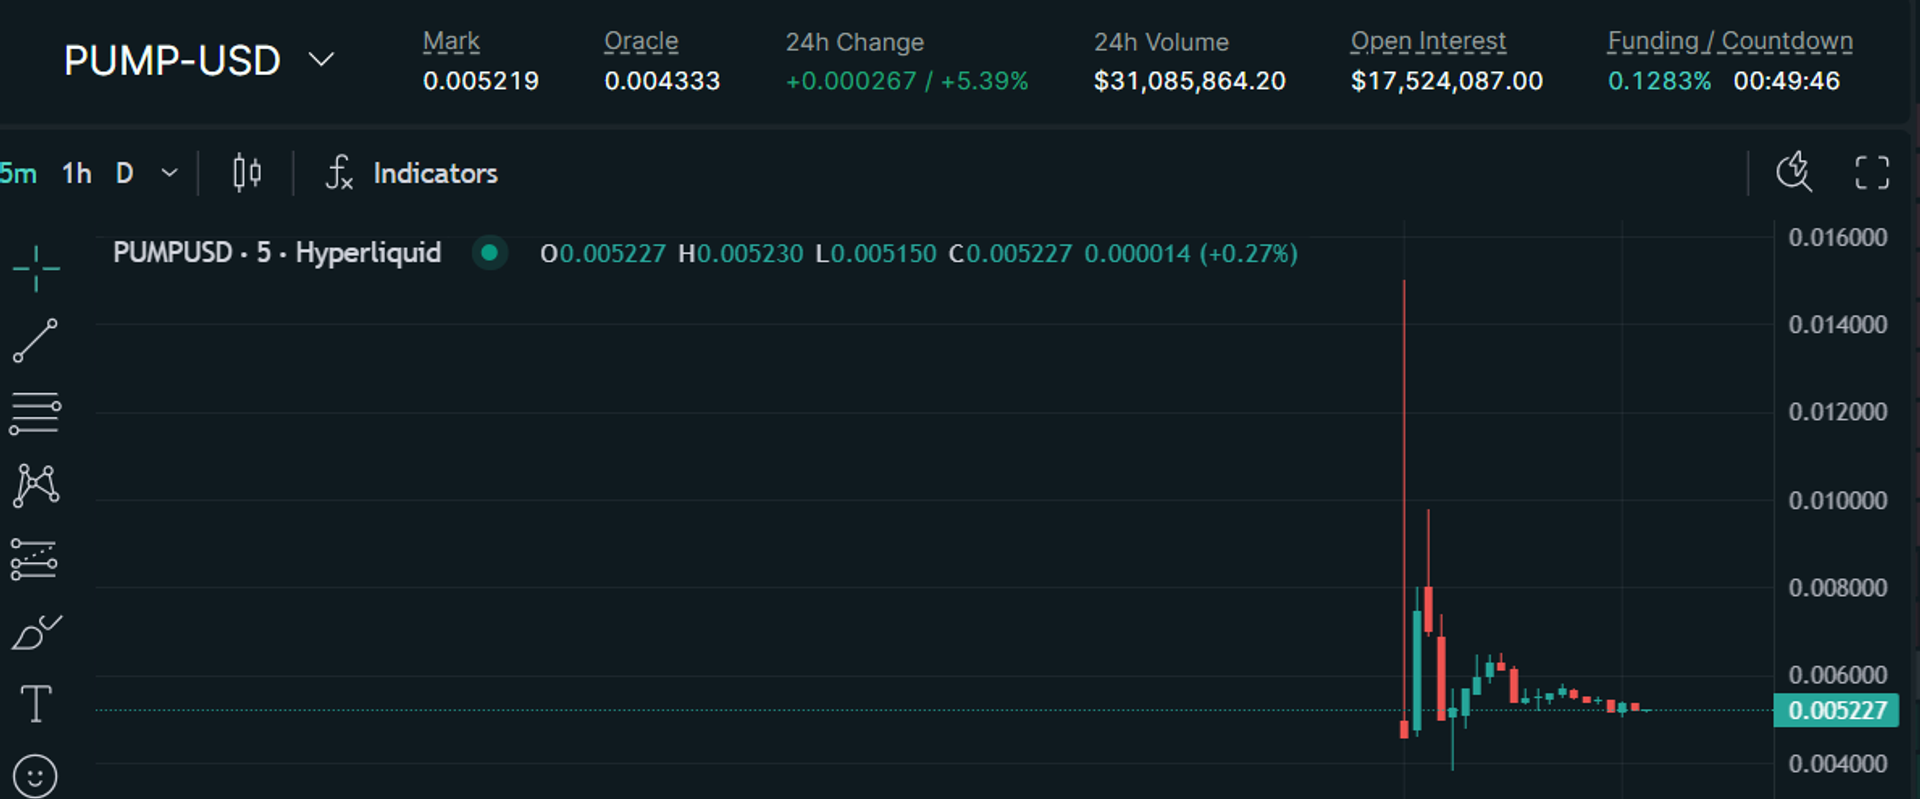 PUMP-USD
Mark Oracle 24h Change 24h Volume Open Interest Funding / Countdown
0.005219 0.004333 +0.000267 / +5.39% $31,085,864.20 $17,524,087.00 0.1283% 00:49:46
5m 1h D Indicators
PUMPUSD · 5 · Hyperliquid O0.005227 H0.005230 L0.005150 C0.005227 0.000014 (+0.27%)
0.016000
0.014000
0.012000
0.010000
0.008000
0.006000
0.005227
0.004000